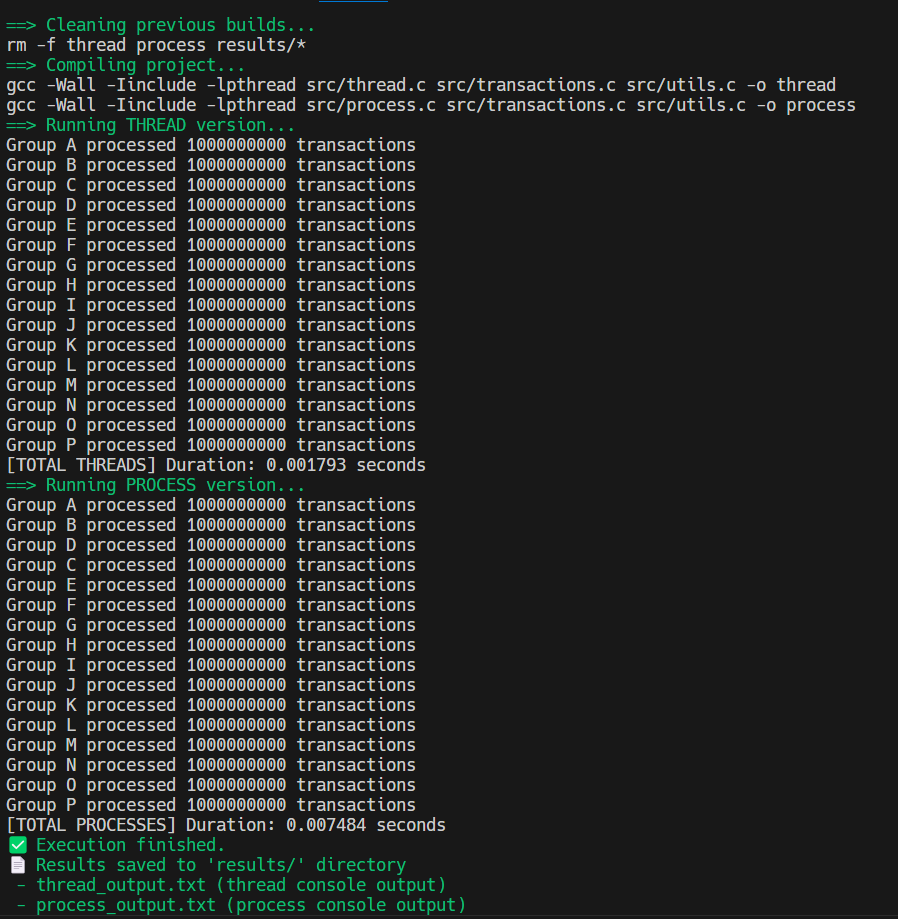 ==> Cleaning previous builds...
rm -f thread process results/*
==> Compiling project...
gcc -Wall -Iinclude -lpthread src/thread.c src/transactions.c src/utils.c -o thread
gcc -Wall -Iinclude -lpthread src/process.c src/transactions.c src/utils.c -o process
==> Running THREAD version...
Group A processed 1000000000 transactions
Group B processed 1000000000 transactions
Group C processed 1000000000 transactions
Group D processed 1000000000 transactions
Group E processed 1000000000 transactions
Group F processed 1000000000 transactions
Group G processed 1000000000 transactions
Group H processed 1000000000 transactions
Group I processed 1000000000 transactions
Group J processed 1000000000 transactions
Group K processed 1000000000 transactions
Group L processed 1000000000 transactions
Group M processed 1000000000 transactions
Group N processed 1000000000 transactions
Group O processed 1000000000 transactions
Group P processed 1000000000 transactions
[TOTAL THREADS] Duration: 0.001793 seconds
==> Running PROCESS version...
Group A processed 1000000000 transactions
Group B processed 1000000000 transactions
Group D processed 1000000000 transactions
Group C processed 1000000000 transactions
Group E processed 1000000000 transactions
Group F processed 1000000000 transactions
Group G processed 1000000000 transactions
Group H processed 1000000000 transactions
Group I processed 1000000000 transactions
Group J processed 1000000000 transactions
Group K processed 1000000000 transactions
Group L processed 1000000000 transactions
Group M processed 1000000000 transactions
Group N processed 1000000000 transactions
Group O processed 1000000000 transactions
Group P processed 1000000000 transactions
[TOTAL PROCESSES] Duration: 0.007484 seconds
✅ Execution finished.
📄 Results saved to 'results/' directory
- thread_output.txt (thread console output)
- process_output.txt (process console output)